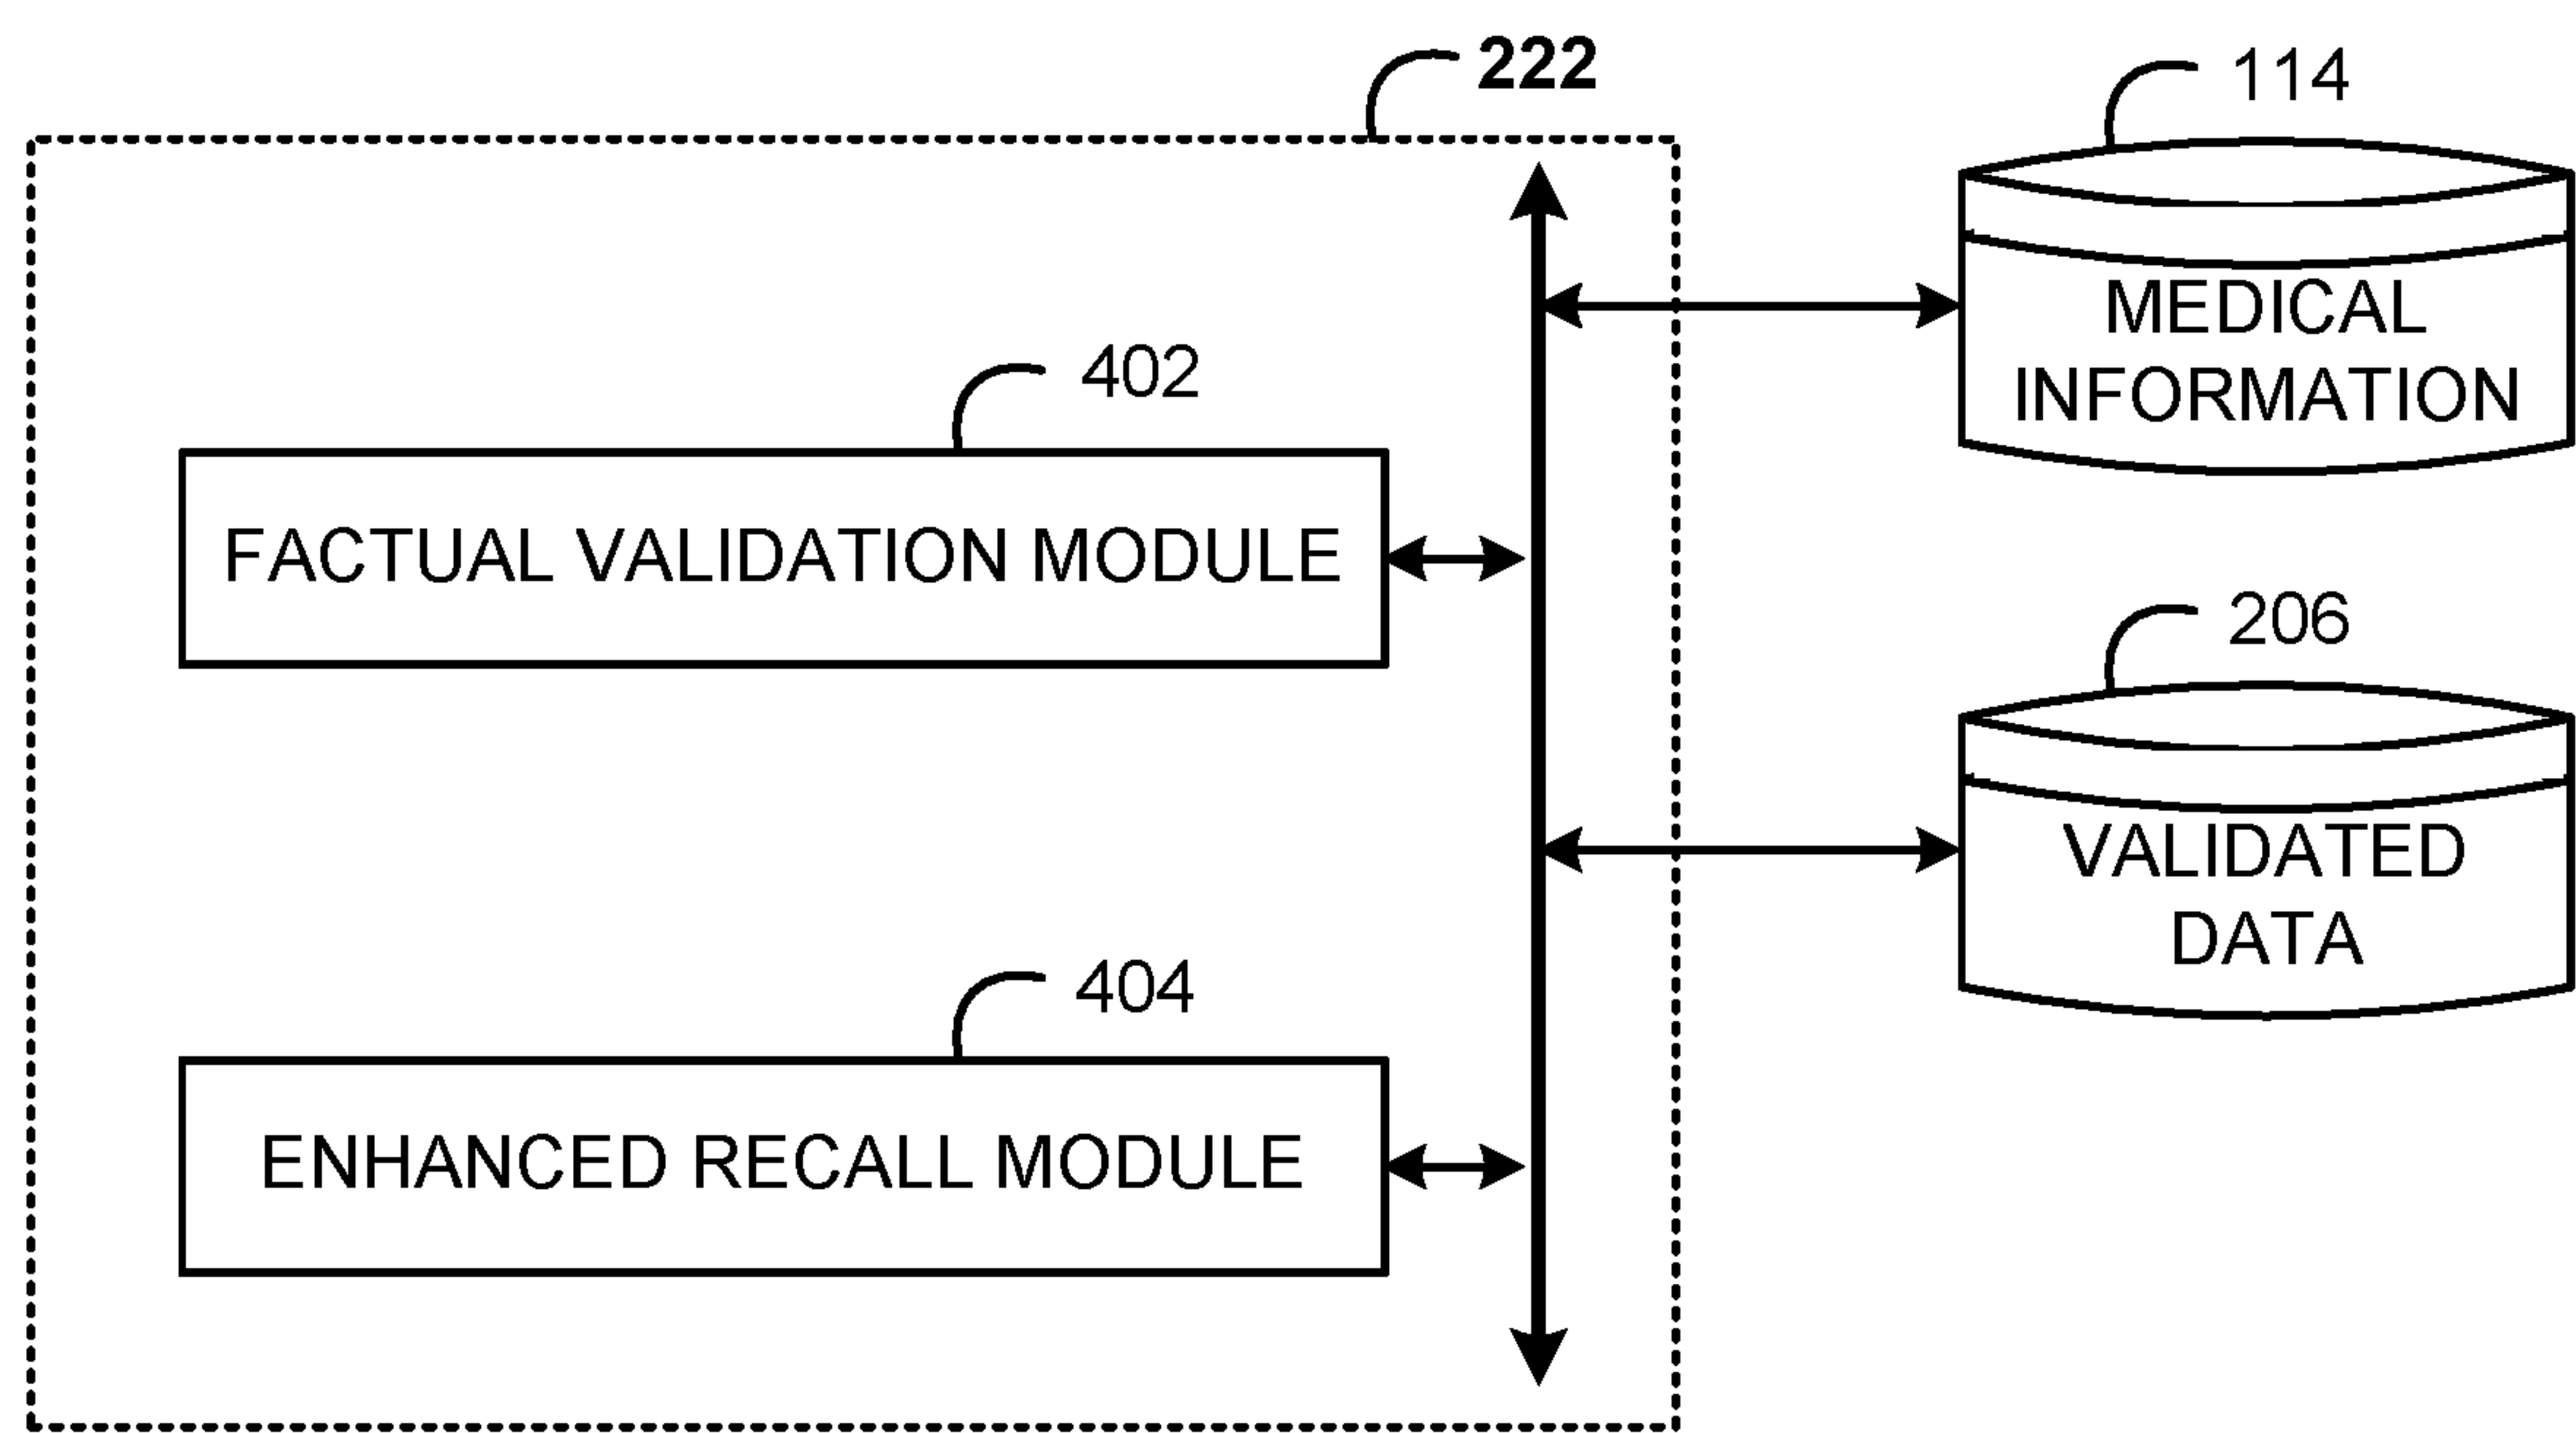 222
114
MEDICAL
INFORMATION
402
FACTUAL VALIDATION MODULE
206
VALIDATED
DATA
404
ENHANCED RECALL MODULE